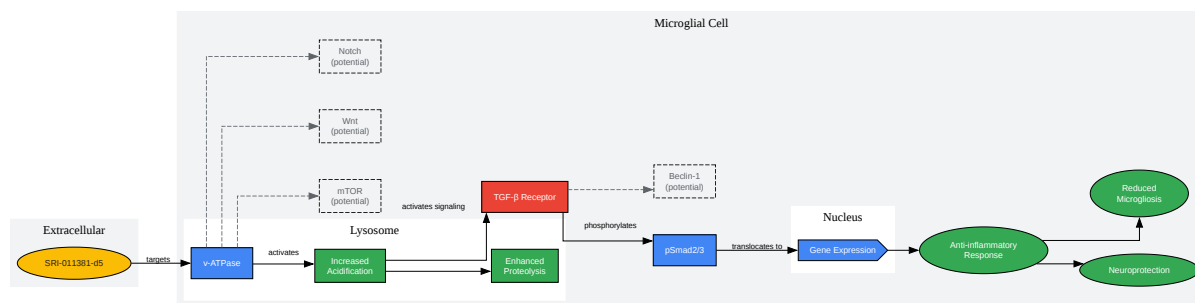 Microglial Cell
Notch
(potential)
Wnt
(potential)
mTOR
(potential)
Beclin-1
(potential)
TGF-β Receptor
activates signaling
phosphorylates
Extracellular
SRI-011381-d5
targets
Lysosome
v-ATPase
activates
Increased
Acidification
Enhanced
Proteolysis
pSmad2/3
translocates to
Nucleus
Gene Expression
Anti-inflammatory
Response
Reduced
Microgliosis
Neuroprotection